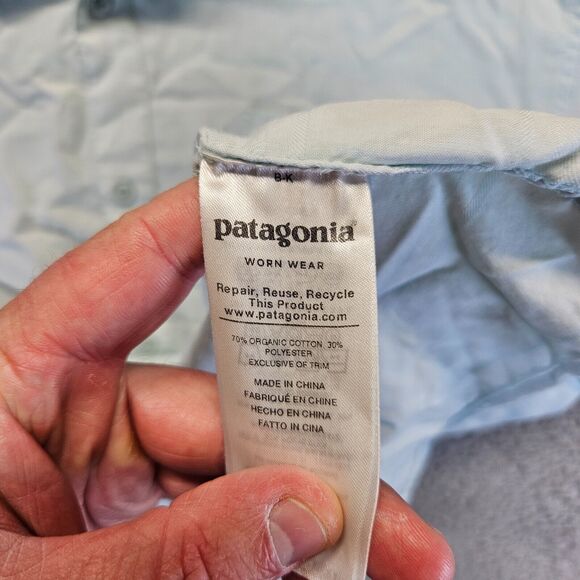 B-K
patagonia®
WORN WEAR
Repair, Reuse, Recycle
This Product
www.patagonia.com
70% ORGANIC COTTON, 30%
POLYESTER
EXCLUSIVE OF TRIM
MADE IN CHINA
FABRIQUÉ EN CHINE
HECHO EN CHINA
FATTO IN CINA